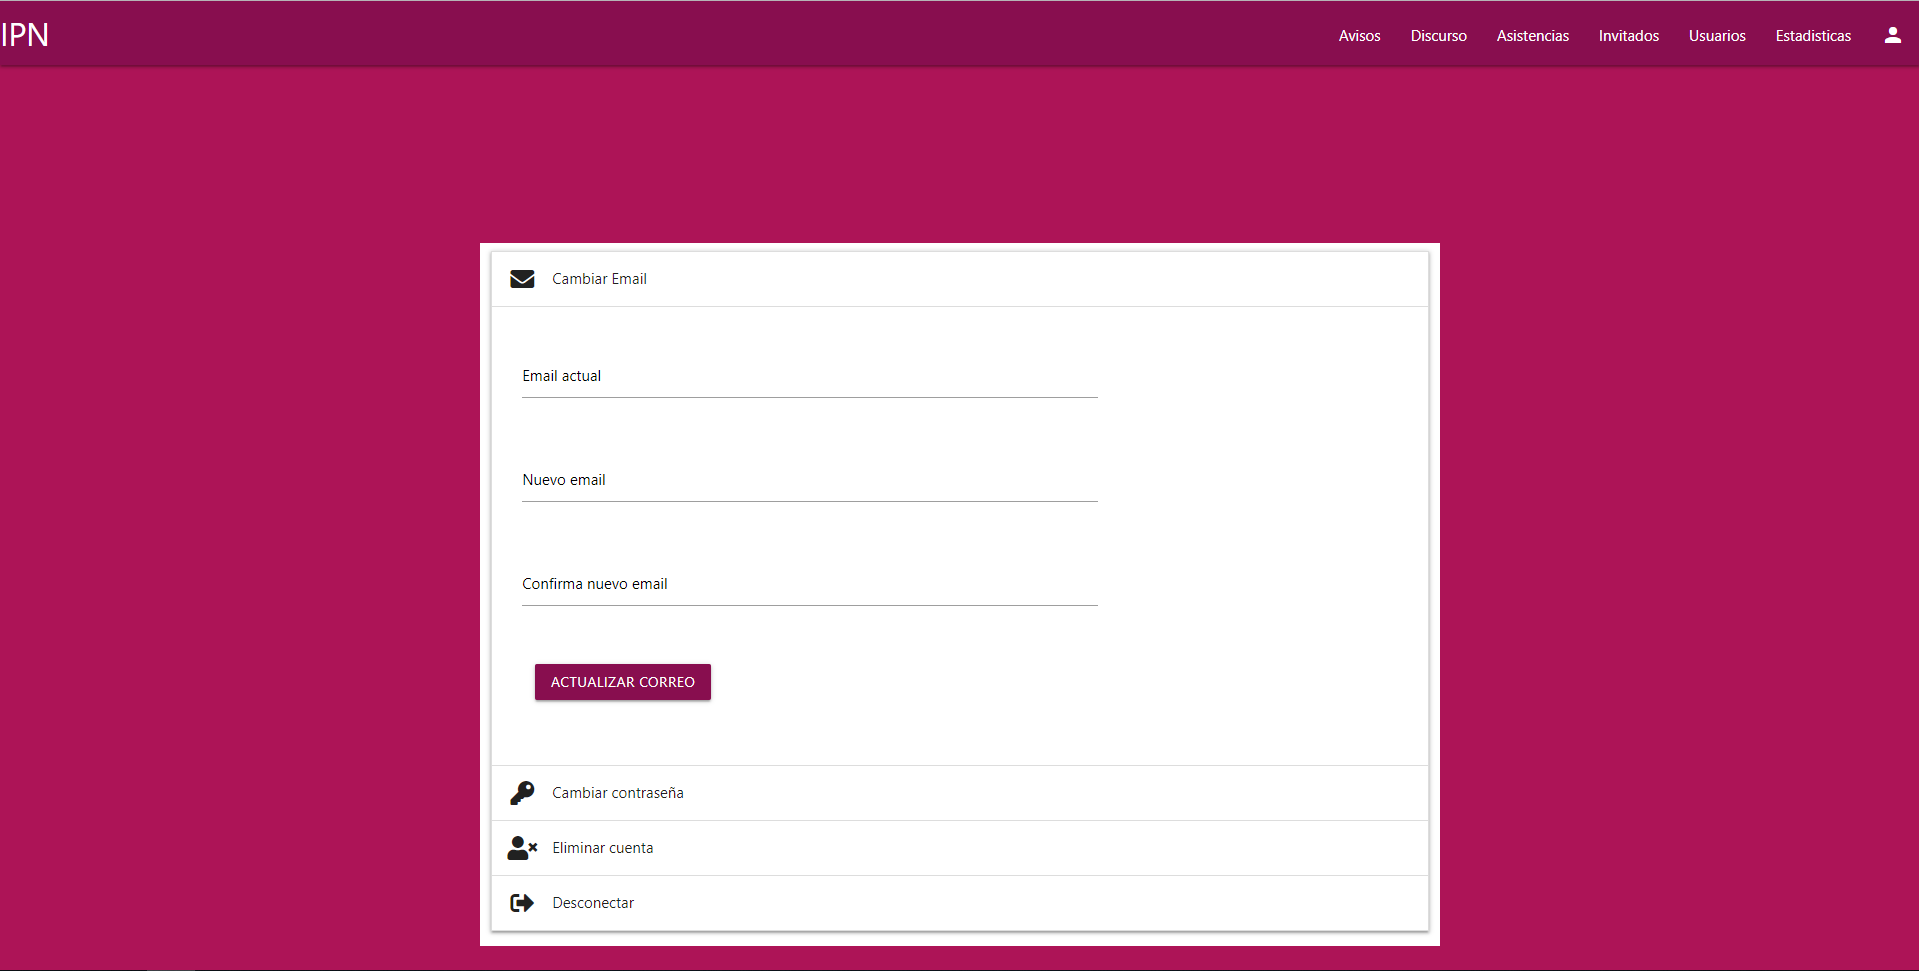 IPN
Avisos Discurso Asistencias Invitados Usuarios Estadisticas
Cambiar Email
Email actual
Nuevo email
Confirma nuevo email
ACTUALIZAR CORREO
Cambiar contraseña
Eliminar cuenta
Desconectar